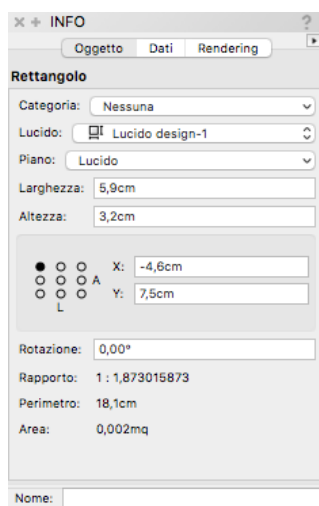 INFO ?
Oggetto Dati Rendering
Rettangolo
Categoria: Nessuna
Lucido: Lucido design-1
Piano: Lucido
Larghezza: 5,9cm
Altezza: 3,2cm
X: -4,6cm
A
Y: 7,5cm
L
Rotazione: 0,00°
Rapporto: 1 : 1,873015873
Perimetro: 18,1cm
Area: 0,002mq
Nome: